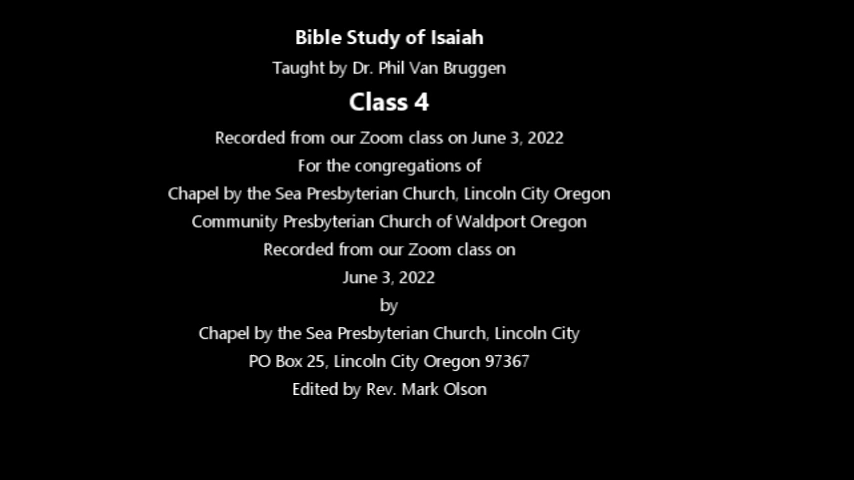 Bible Study of Isaiah
Taught by Dr. Phil Van Bruggen
Class 4
Recorded from our Zoom class on June 3, 2022
For the congregations of
Chapel by the Sea Presbyterian Church, Lincoln City Oregon
Community Presbyterian Church of Waldport Oregon
Recorded from our Zoom class on
June 3, 2022
by
Chapel by the Sea Presbyterian Church, Lincoln City
PO Box 25, Lincoln City Oregon 97367
Edited by Rev. Mark Olson